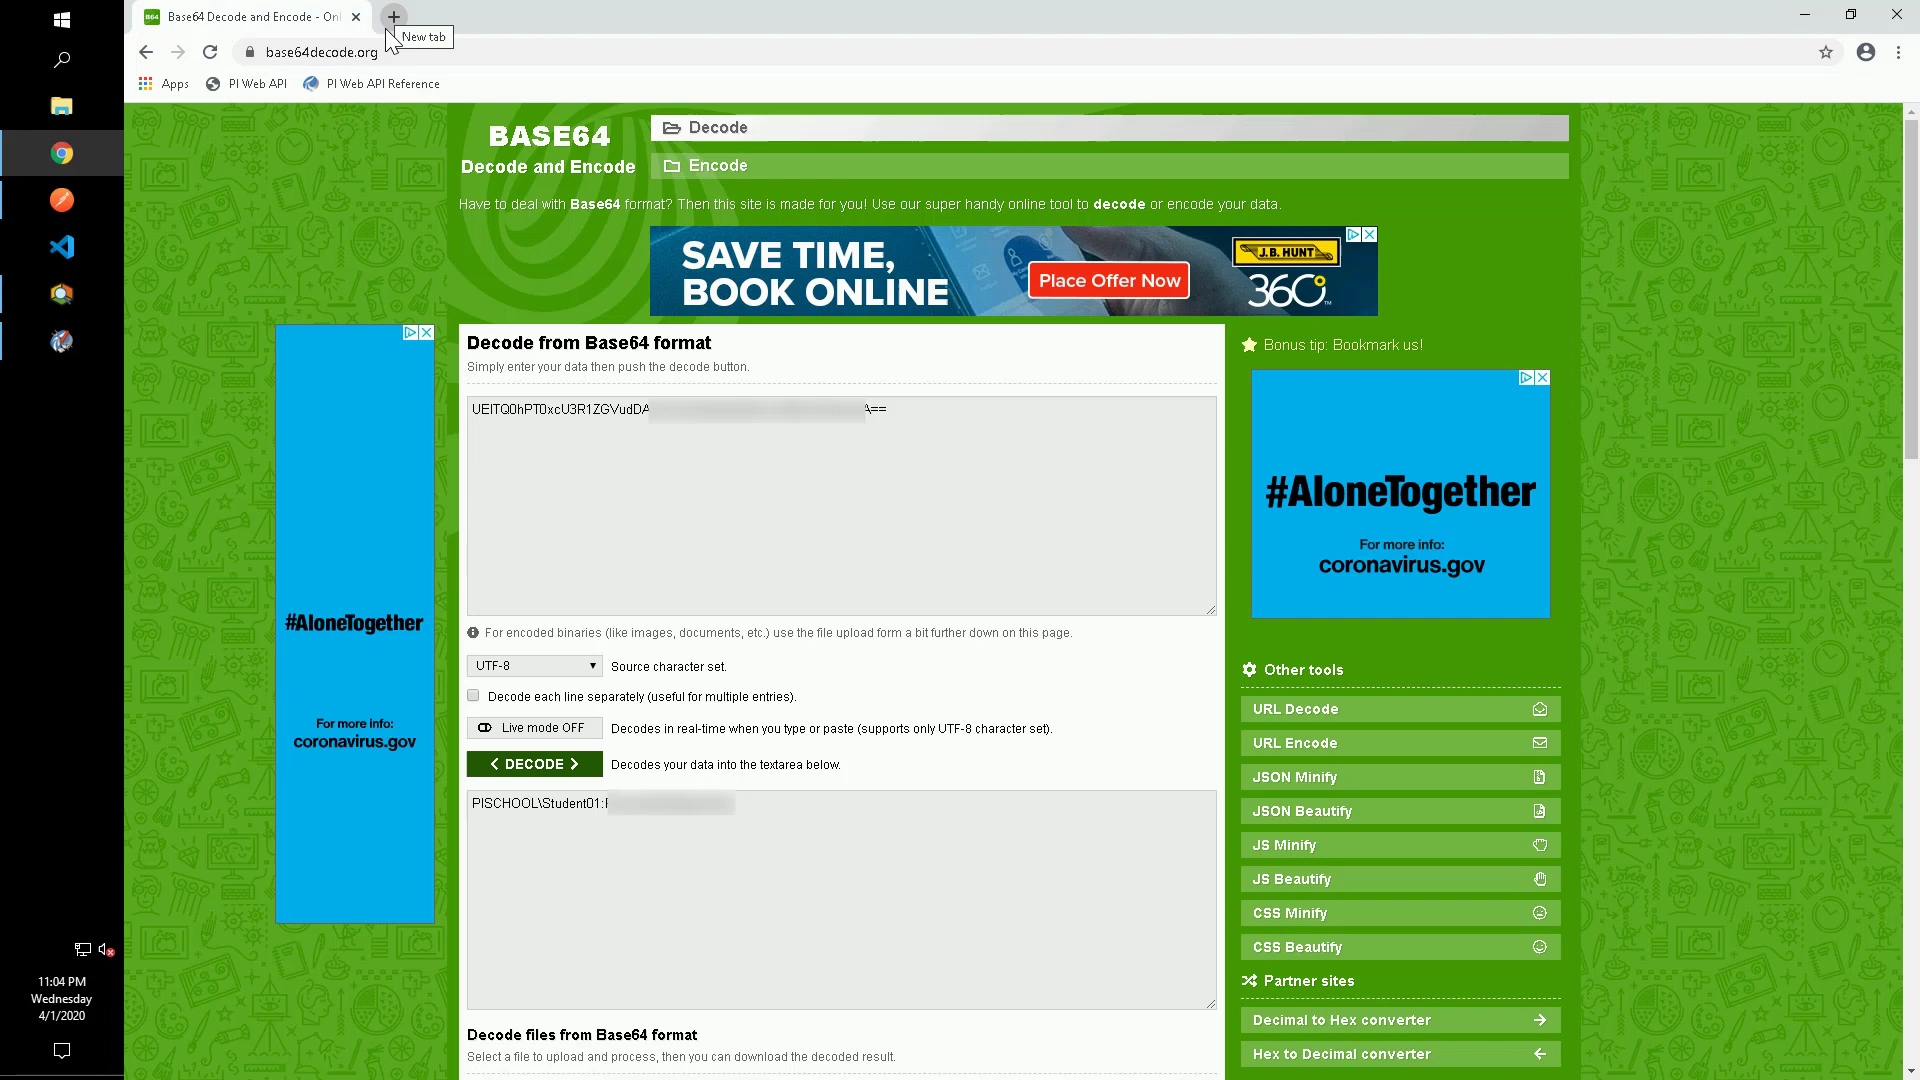 Base64 Decode and Encode - Onl
New tab
base64decode.org
Apps
PI Web API
PI Web API Reference
BASE64
Decode and Encode
Decode
Encode
Have to deal with Base64 format? Then this site is made for you! Use our super handy online tool to decode or encode your data.
SAVE TIME,
BOOK ONLINE
Place Offer Now
J.B. HUNT
360
Decode from Base64 format
Simply enter your data then push the decode button.
Bonus tip: Bookmark us!
A==
#AloneTogether
For more info:
coronavirus.gov
#AloneTogether
For more info:
coronavirus.gov
For encoded binaries (like images, documents, etc.) use the file upload form a bit further down on this page.
UTF-8
Source character set.
Decode each line separately (useful for multiple entries).
Live mode OFF
Decodes in real-time when you type or paste (supports only UTF-8 character set).
< DECODE >
Decodes your data into the textarea below.
PISCHOOL\Student01:
Decode files from Base64 format
Select a file to upload and process, then you can download the decoded result.
Other tools
URL Decode
URL Encode
JSON Minify
JSON Beautify
JS Minify
JS Beautify
CSS Minify
CSS Beautify
Partner sites
Decimal to Hex converter
Hex to Decimal converter
11:04 PM
Wednesday
4/1/2020